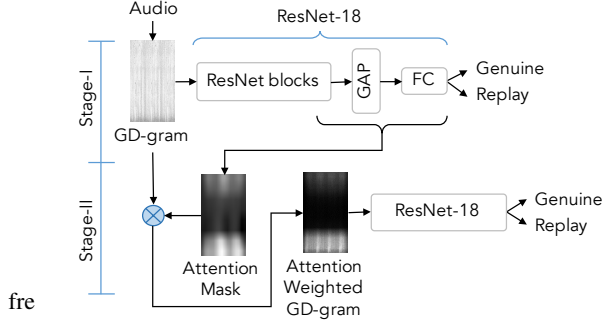 Audio
ResNet-18
Stage-I
ResNet blocks
GAP
FC
Genuine
Replay
GD-gram
Stage-II
ResNet-18
Genuine
Replay
Attention
Mask
Attention
Weighted
GD-gram
fre